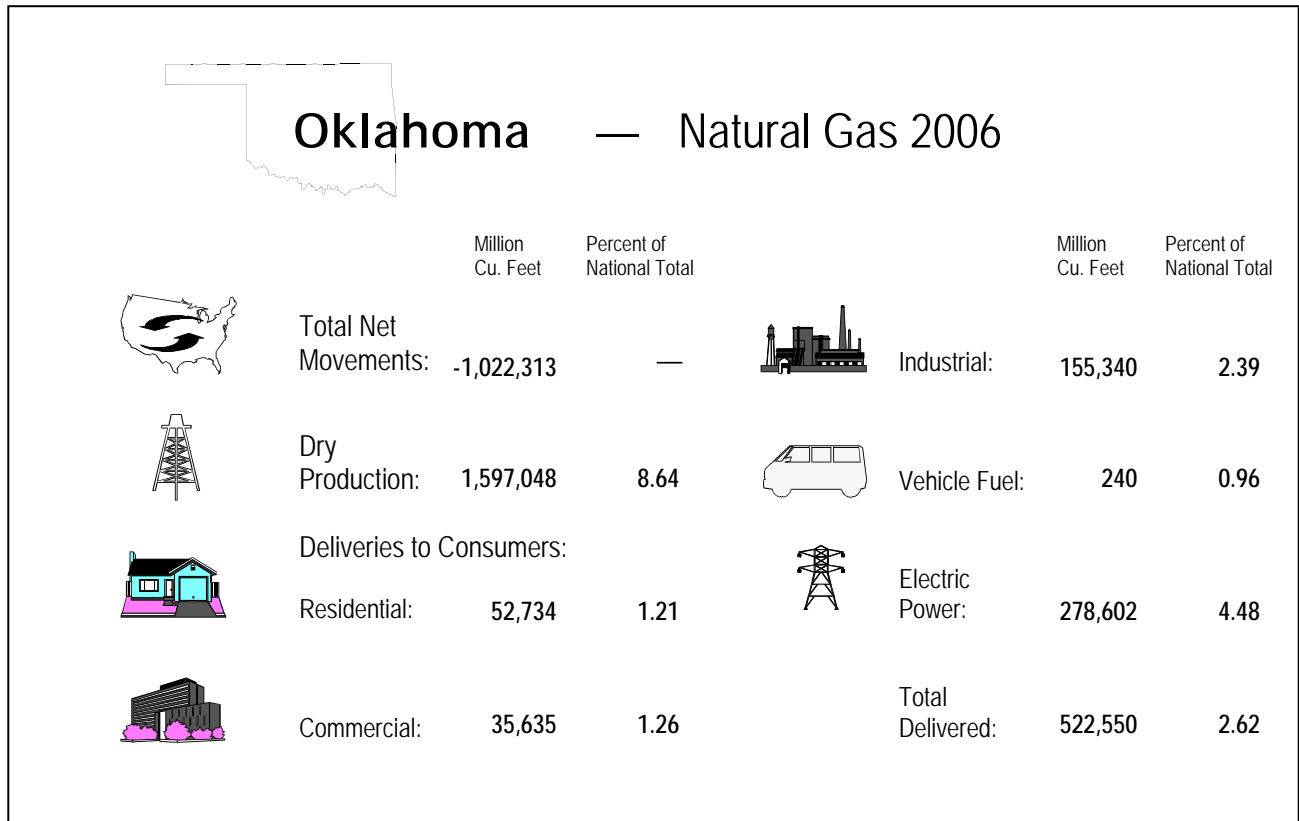 Oklahoma — Natural Gas 2006
Million
Cu. Feet
Percent of
National Total
Million
Cu. Feet
Percent of
National Total
Total Net
Movements: -1,022,313 —
Industrial: 155,340 2.39
Dry
Production: 1,597,048 8.64
Vehicle Fuel: 240 0.96
Deliveries to Consumers:
Residential: 52,734 1.21
Electric
Power: 278,602 4.48
Commercial: 35,635 1.26
Total
Delivered: 522,550 2.62